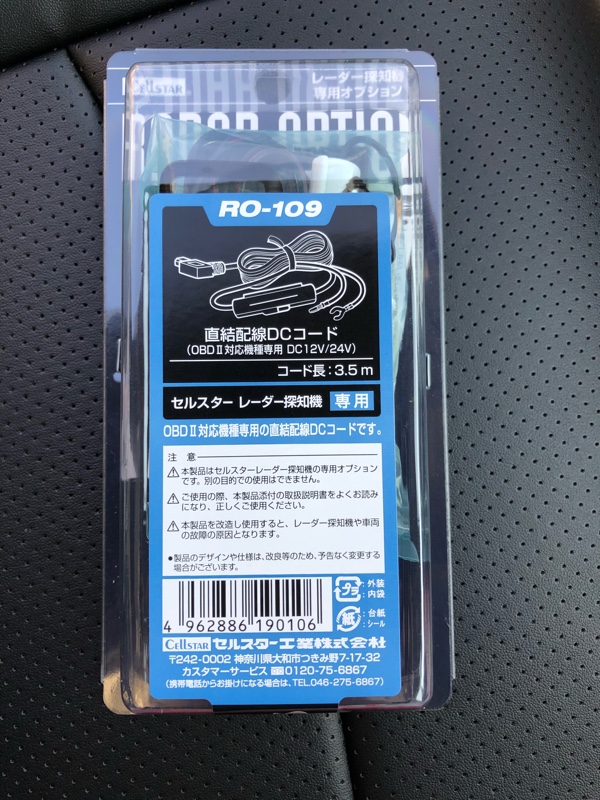 CELLSTAR
レーダー探知機
専用オプション
RADAR OPTION
RO-109
直結配線DCコード
(OBDⅡ対応機種専用 DC12V/24V)
コード長:3.5m
セルスター レーダー探知機 専用
OBDⅡ対応機種専用の直結配線DCコードです。
注 意
⚠本製品はセルスターレーダー探知機の専用オプション
です。別の目的での使用はできません。
⚠ご使用の際、本製品添付の取扱説明書をよくお読み
になり、正しくご使用ください。
⚠本製品を改造し使用すると、レーダー探知機や車両
の故障の原因となります。
●製品のデザインや仕様は、改良等のため、予告なく変更する
場合がございます。
プラ :外装
:内袋
紙 :台紙
:シール
4 962886 190106
CELLSTAR セルスター工業株式会社
〒242-0002 神奈川県大和市つきみ野7-17-32
カスタマーサービス 0120-75-6867
(携帯電話からお掛けになる場合は、TEL.046-275-6867)